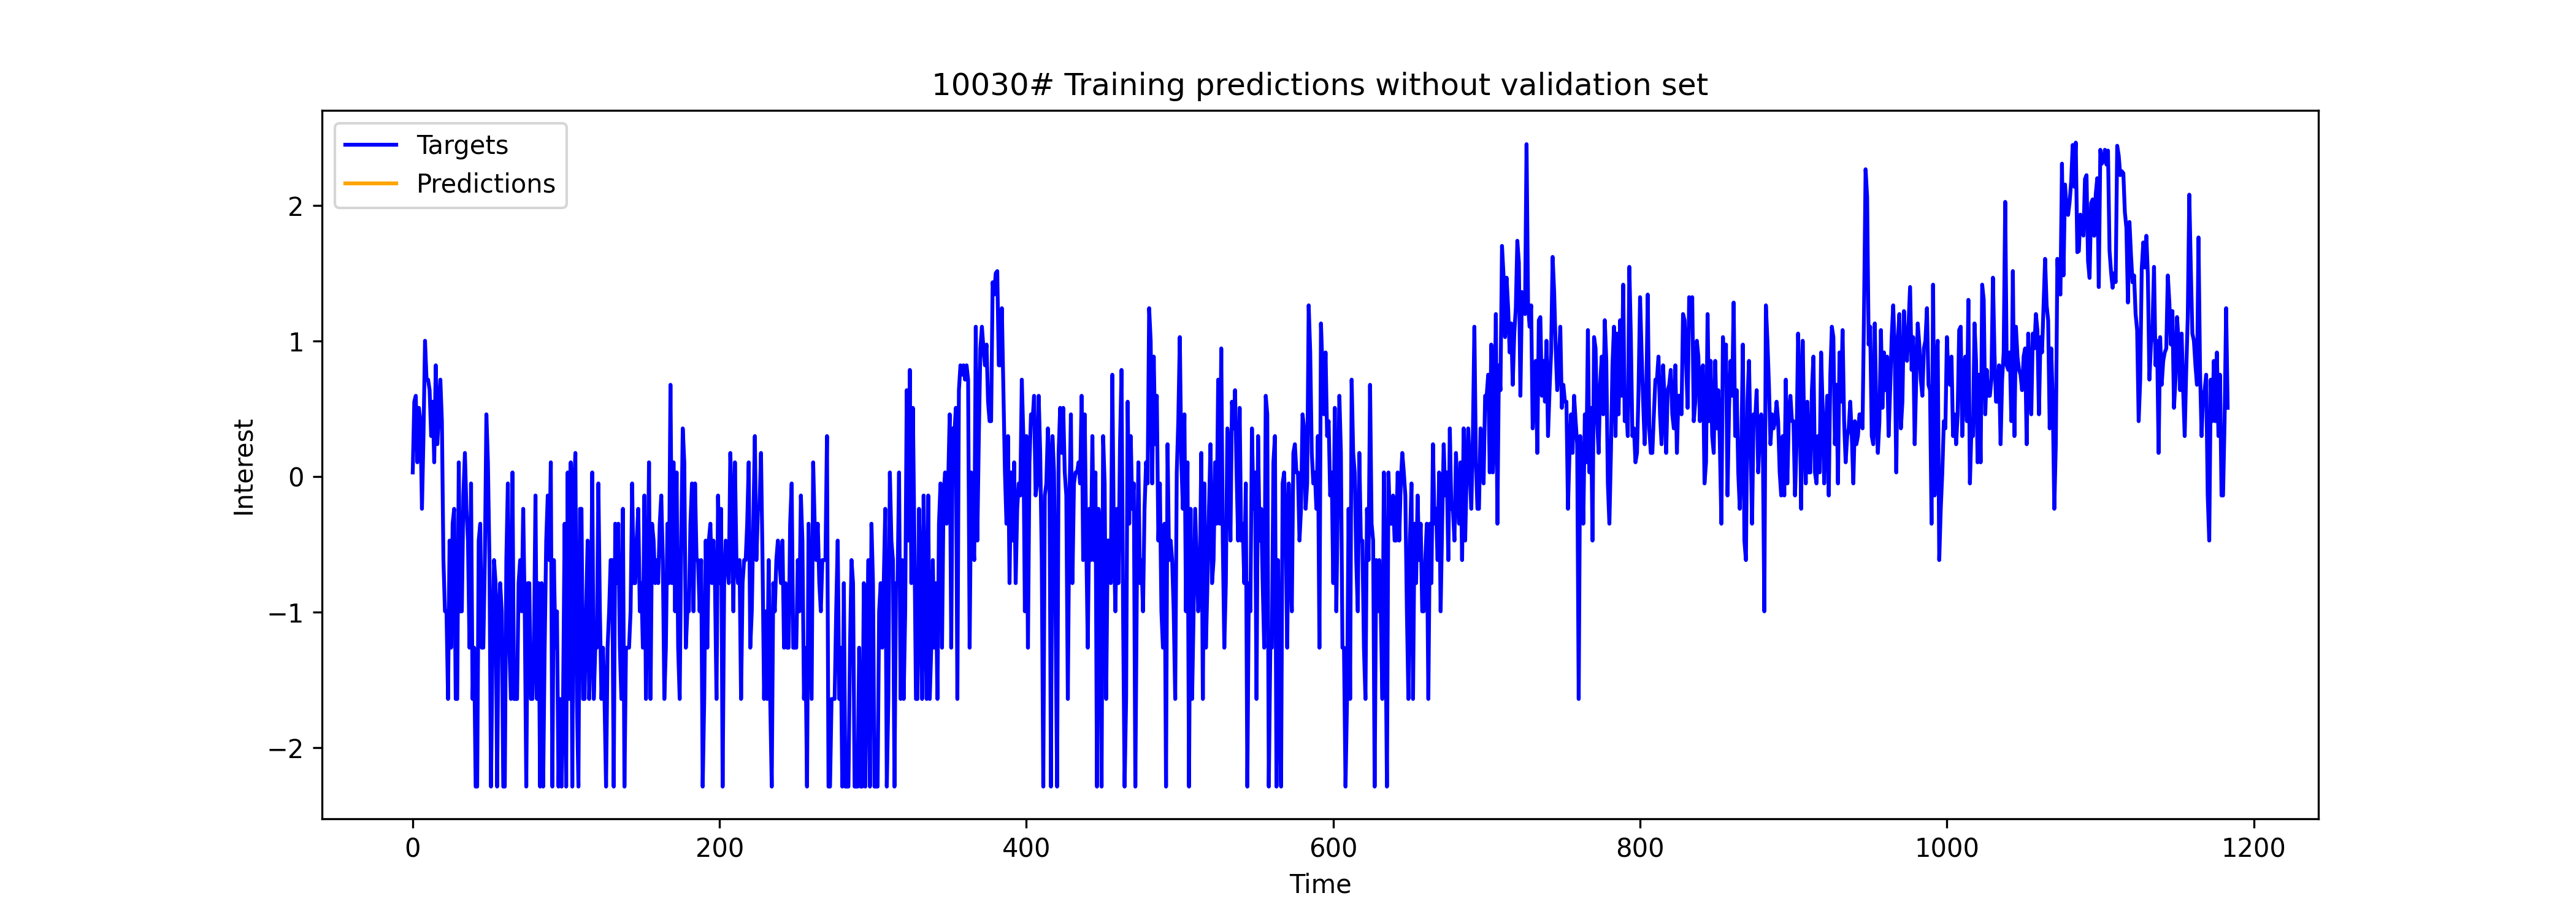 10030# Training predictions without validation set
Targets
Predictions
Interest
2
1
0
−1
−2
0 200 400 600 800 1000 1200
Time